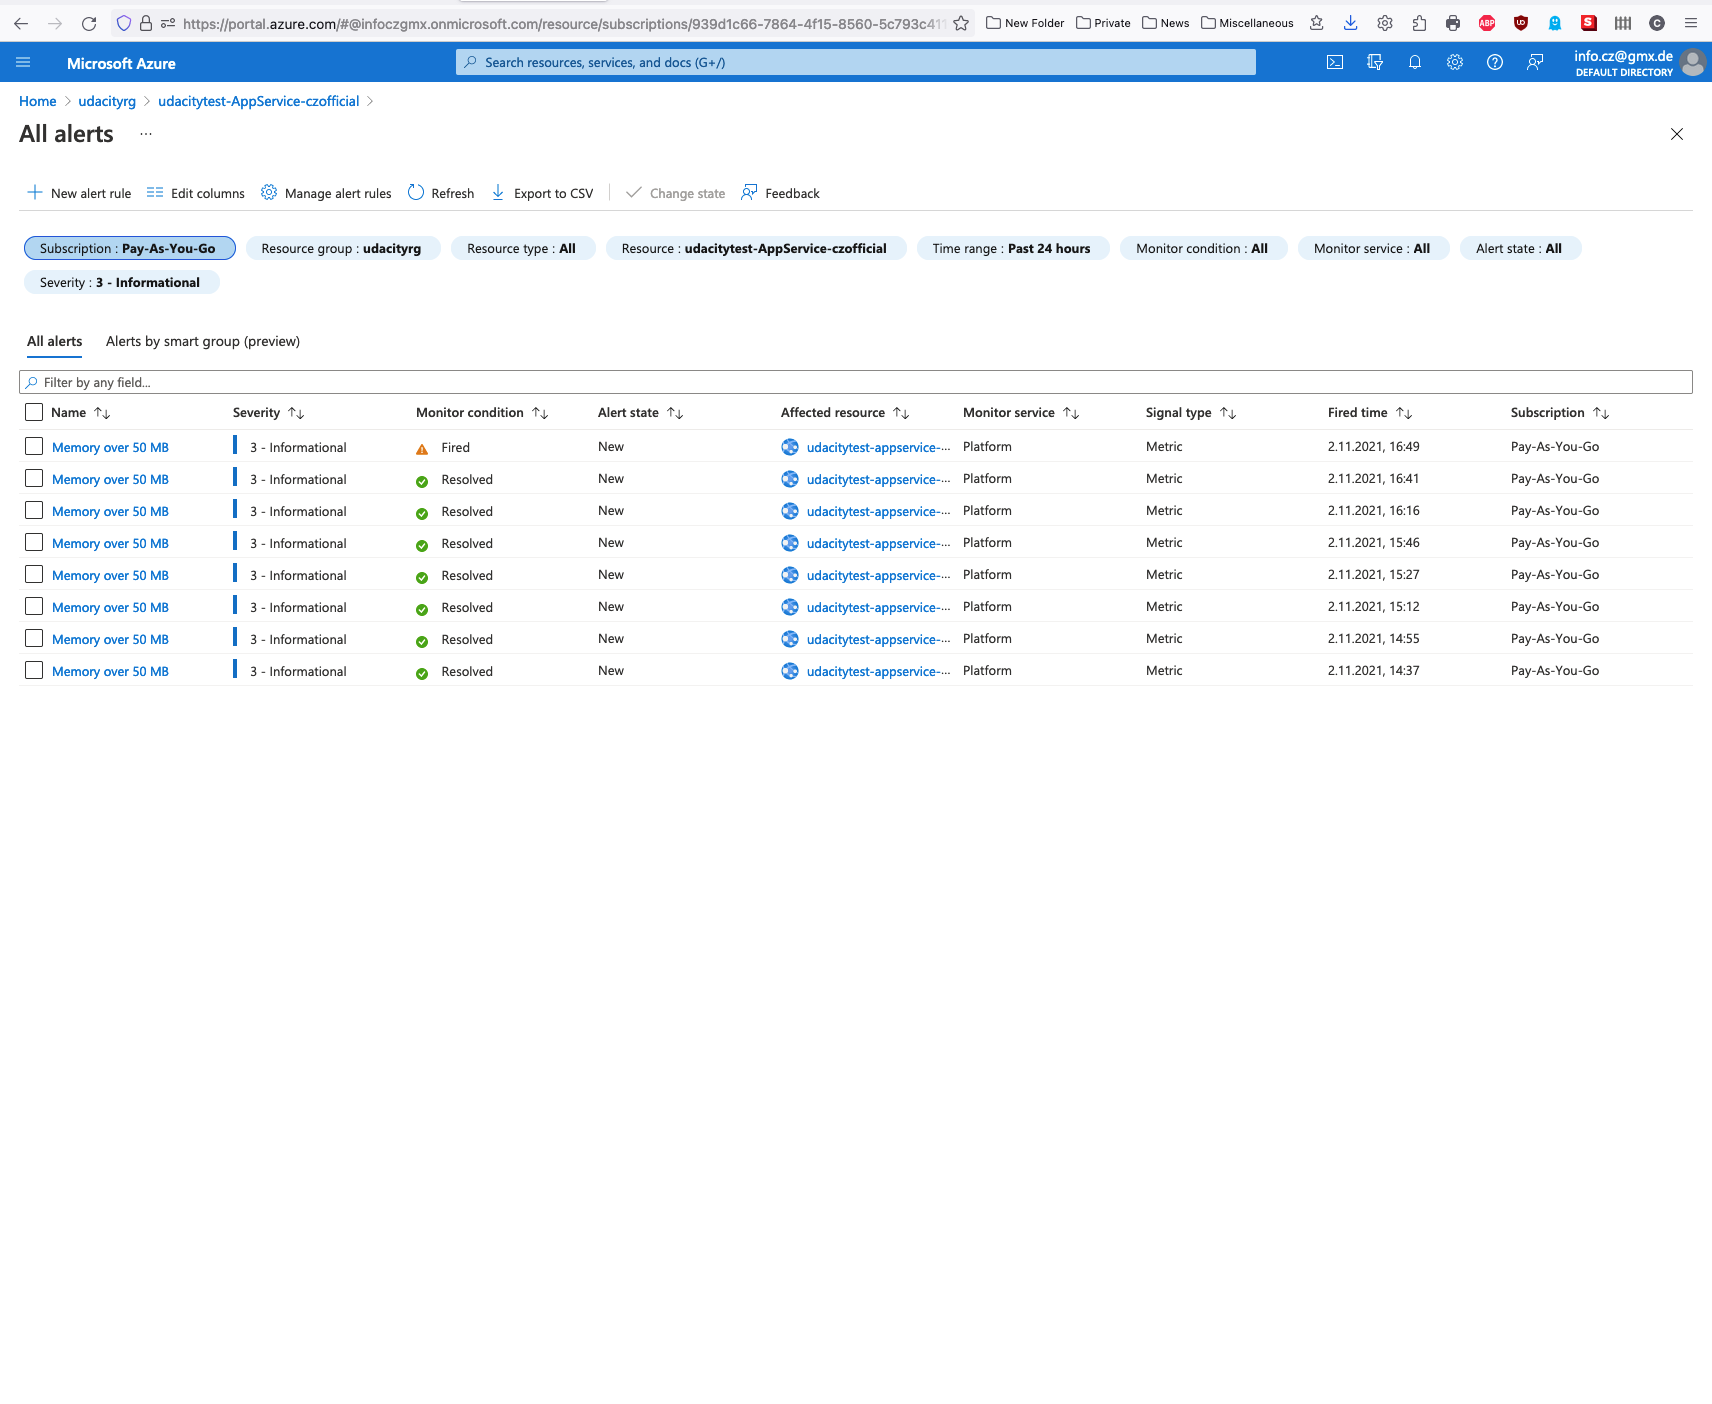 https://portal.azure.com/#@infoczgmx.onmicrosoft.com/resource/subscriptions/939d1c66-7864-4f15-8560-5c793c411
New Folder Private News Miscellaneous
Microsoft Azure
Search resources, services, and docs (G+/)
info.cz@gmx.de
DEFAULT DIRECTORY
Home > udacityrg > udacitytest-AppService-czofficial >
All alerts ...
New alert rule Edit columns Manage alert rules Refresh Export to CSV Change state Feedback
Subscription : Pay-As-You-Go Resource group : udacityrg Resource type : All Resource : udacitytest-AppService-czofficial Time range : Past 24 hours Monitor condition : All Monitor service : All Alert state : All
Severity : 3 - Informational
All alerts Alerts by smart group (preview)
Filter by any field...
Name Severity Monitor condition Alert state Affected resource Monitor service Signal type Fired time Subscription
Memory over 50 MB 3 - Informational Fired New udacitytest-appservice-... Platform Metric 2.11.2021, 16:49 Pay-As-You-Go
Memory over 50 MB 3 - Informational Resolved New udacitytest-appservice-... Platform Metric 2.11.2021, 16:41 Pay-As-You-Go
Memory over 50 MB 3 - Informational Resolved New udacitytest-appservice-... Platform Metric 2.11.2021, 16:16 Pay-As-You-Go
Memory over 50 MB 3 - Informational Resolved New udacitytest-appservice-... Platform Metric 2.11.2021, 15:46 Pay-As-You-Go
Memory over 50 MB 3 - Informational Resolved New udacitytest-appservice-... Platform Metric 2.11.2021, 15:27 Pay-As-You-Go
Memory over 50 MB 3 - Informational Resolved New udacitytest-appservice-... Platform Metric 2.11.2021, 15:12 Pay-As-You-Go
Memory over 50 MB 3 - Informational Resolved New udacitytest-appservice-... Platform Metric 2.11.2021, 14:55 Pay-As-You-Go
Memory over 50 MB 3 - Informational Resolved New udacitytest-appservice-... Platform Metric 2.11.2021, 14:37 Pay-As-You-Go